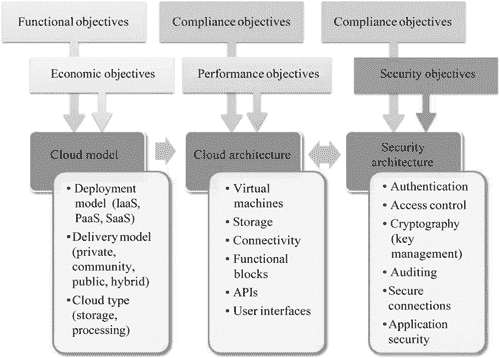 Functional objectives
Compliance objectives
Compliance objectives
Economic objectives
Performance objectives
Security objectives
Cloud model
• Deployment
model (IaaS,
PaaS, SaaS)
• Delivery model
(private,
community,
public, hybrid)
• Cloud type
(storage,
processing)
Cloud architecture
• Virtual
machines
• Storage
• Connectivity
• Functional
blocks
• APIs
• User interfaces
Security
architecture
• Authentication
• Access control
• Cryptography
(key
management)
• Auditing
• Secure
connections
• Application
security